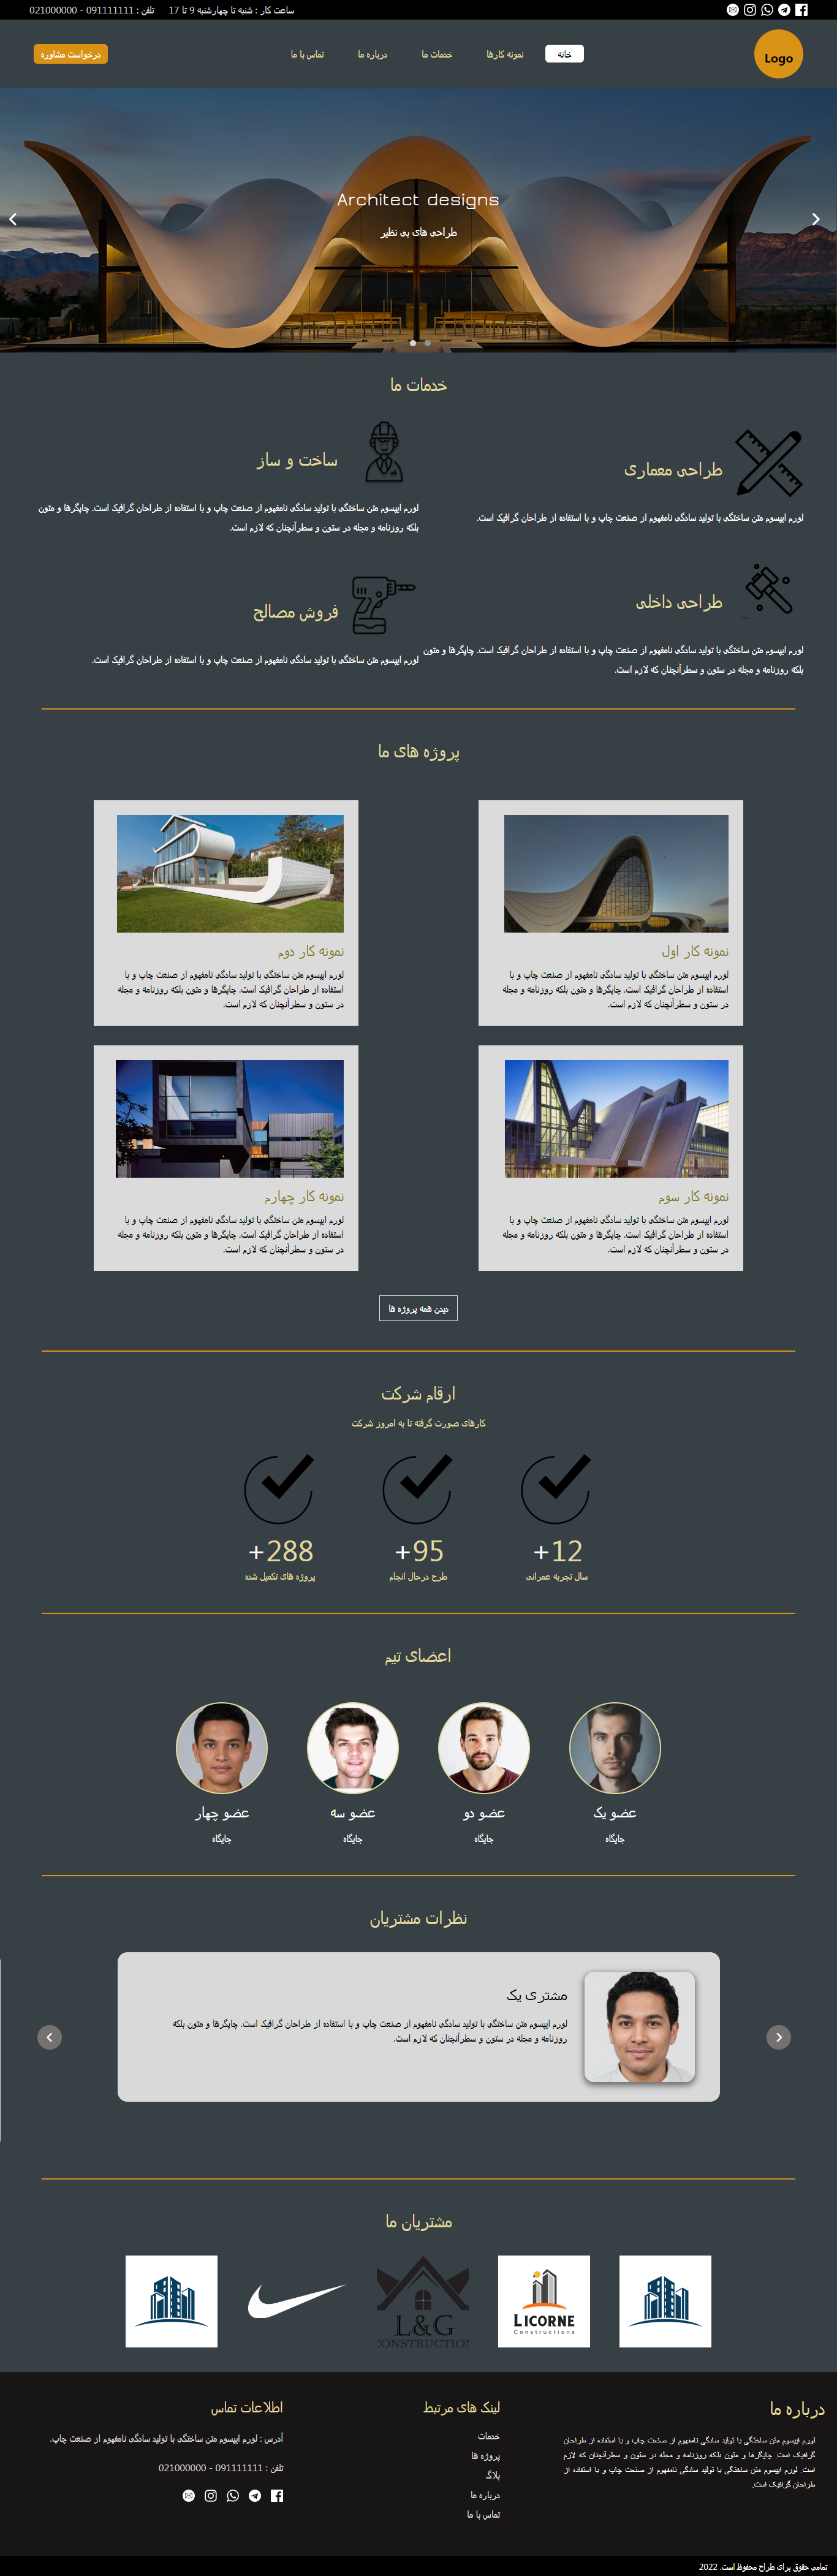 ساعت کار : شنبه تا چهارشنبه 9 تا 17
تلفن : 091111111 - 021000000
Logo
خانه
نمونه کارها
خدمات ما
درباره ما
تماس با ما
درخواست مشاوره
Architect designs
طراحی های بی نظیر
خدمات ما
طراحی معماری
لورم ایپسوم متن ساختگی با تولید سادگی نامفهوم از صنعت چاپ و با استفاده از طراحان گرافیک است.
ساخت و ساز
لورم ایپسوم متن ساختگی با تولید سادگی نامفهوم از صنعت چاپ و با استفاده از طراحان گرافیک است. چاپگرها و متون
بلکه روزنامه و مجله در ستون و سطرآنچنان که لازم است.
طراحی داخلی
لورم ایپسوم متن ساختگی با تولید سادگی نامفهوم از صنعت چاپ و با استفاده از طراحان گرافیک است. چاپگرها و متون
بلکه روزنامه و مجله در ستون و سطرآنچنان که لازم است.
فروش مصالح
لورم ایپسوم متن ساختگی با تولید سادگی نامفهوم از صنعت چاپ و با استفاده از طراحان گرافیک است.
پروژه های ما
نمونه کار اول
لورم ایپسوم متن ساختگی با تولید سادگی نامفهوم از صنعت چاپ و با
استفاده از طراحان گرافیک است. چاپگرها و متون بلکه روزنامه و مجله
در ستون و سطرآنچنان که لازم است.
نمونه کار دوم
لورم ایپسوم متن ساختگی با تولید سادگی نامفهوم از صنعت چاپ و با
استفاده از طراحان گرافیک است. چاپگرها و متون بلکه روزنامه و مجله
در ستون و سطرآنچنان که لازم است.
نمونه کار سوم
لورم ایپسوم متن ساختگی با تولید سادگی نامفهوم از صنعت چاپ و با
استفاده از طراحان گرافیک است. چاپگرها و متون بلکه روزنامه و مجله
در ستون و سطرآنچنان که لازم است.
نمونه کار چهارم
لورم ایپسوم متن ساختگی با تولید سادگی نامفهوم از صنعت چاپ و با
استفاده از طراحان گرافیک است. چاپگرها و متون بلکه روزنامه و مجله
در ستون و سطرآنچنان که لازم است.
دیدن همه پروژه ها
ارقام شرکت
کارهای صورت گرفته تا به امروز شرکت
+12
سال تجربه عمرانی
+95
طرح درحال انجام
+288
پروژه های تکمیل شده
اعضای تیم
عضو یک
جایگاه
عضو دو
جایگاه
عضو سه
جایگاه
عضو چهار
جایگاه
نظرات مشتریان
مشتری یک
لورم ایپسوم متن ساختگی با تولید سادگی نامفهوم از صنعت چاپ و با استفاده از طراحان گرافیک است. چاپگرها و متون بلکه
روزنامه و مجله در ستون و سطرآنچنان که لازم است.
مشتریان ما
LICORNE
Constructions
L&G
CONSTRUCTION
درباره ما
لورم ایپسوم متن ساختگی با تولید سادگی نامفهوم از صنعت چاپ و با استفاده از طراحان
گرافیک است. چاپگرها و متون بلکه روزنامه و مجله در ستون و سطرآنچنان که لازم
است. لورم ایپسوم متن ساختگی با تولید سادگی نامفهوم از صنعت چاپ و با استفاده از
طراحان گرافیک است.
لینک های مرتبط
خدمات
پروژه ها
بلاگ
درباره ما
تماس با ما
اطلاعات تماس
آدرس : لورم ایپسوم متن ساختگی با تولید سادگی نامفهوم از صنعت چاپ.
تلفن : 091111111 - 021000000
تمامی حقوق برای طراح محفوظ است. 2022